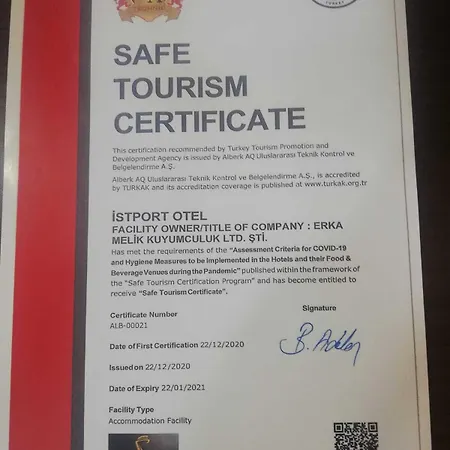 SAFE
TOURISM
CERTIFICATE
This certification recommended by Turkey Tourism Promotion and
Development Agency is issued by Alberk AQ Uluslararası Teknik Kontrol ve
Belgelendirme A.Ş.
Alberk AQ Uluslararası Teknik Kontrol ve Belgelendirme A.Ş., is accredited
by TURKAK and its accreditation coverage is published at www.turkak.org.tr
İSTPORT OTEL
FACILITY OWNER/TITLE OF COMPANY : ERKA
MELİK KUYUMCULUK LTD. ŞTİ.
Has met the requirements of the "Assessment Criteria for COVID-19
and Hygiene Measures to be Implemented in the Hotels and their Food &
Beverage Venues during the Pandemic" published within the framework of
the "Safe Tourism Certification Program" and has become entitled to
receive "Safe Tourism Certificate".
Certificate Number
ALB-00021
Signature
Date of First Certification 22/12/2020
Issued on 22/12/2020
Date of Expiry 22/01/2021
Facility Type
Accommodation Facility